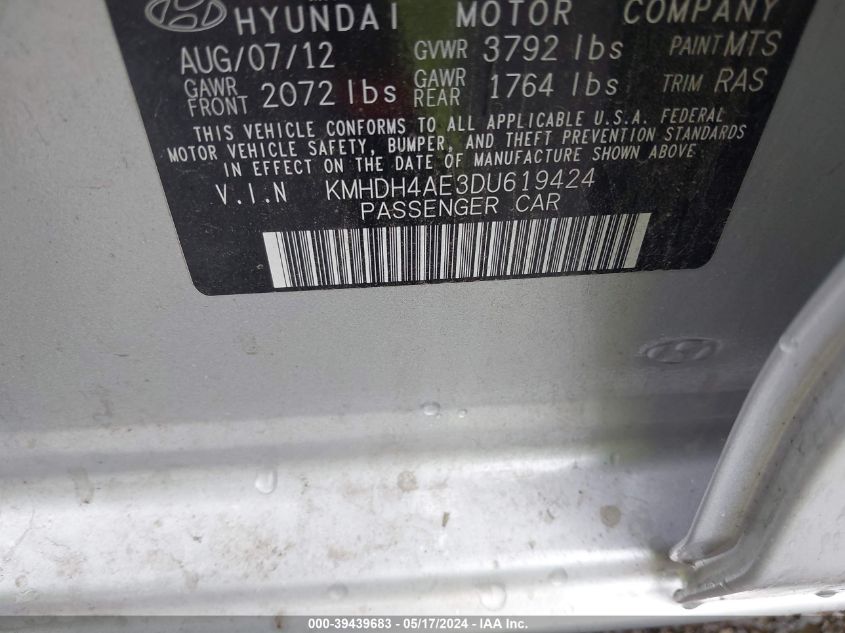 HYUNDAI MOTOR COMPANY
AUG/07/12 GVWR 3792 lbs PAINT MTS
GAWR FRONT 2072 lbs GAWR REAR 1764 lbs TRIM RAS
THIS VEHICLE CONFORMS TO ALL APPLICABLE U.S.A. FEDERAL
MOTOR VEHICLE SAFETY, BUMPER, AND THEFT PREVENTION STANDARDS
IN EFFECT ON THE DATE OF MANUFACTURE SHOWN ABOVE.
V.I.N KMHDH4AE3DU619424
PASSENGER CAR
000-39439683 - 05/17/2024 - IAAI.com